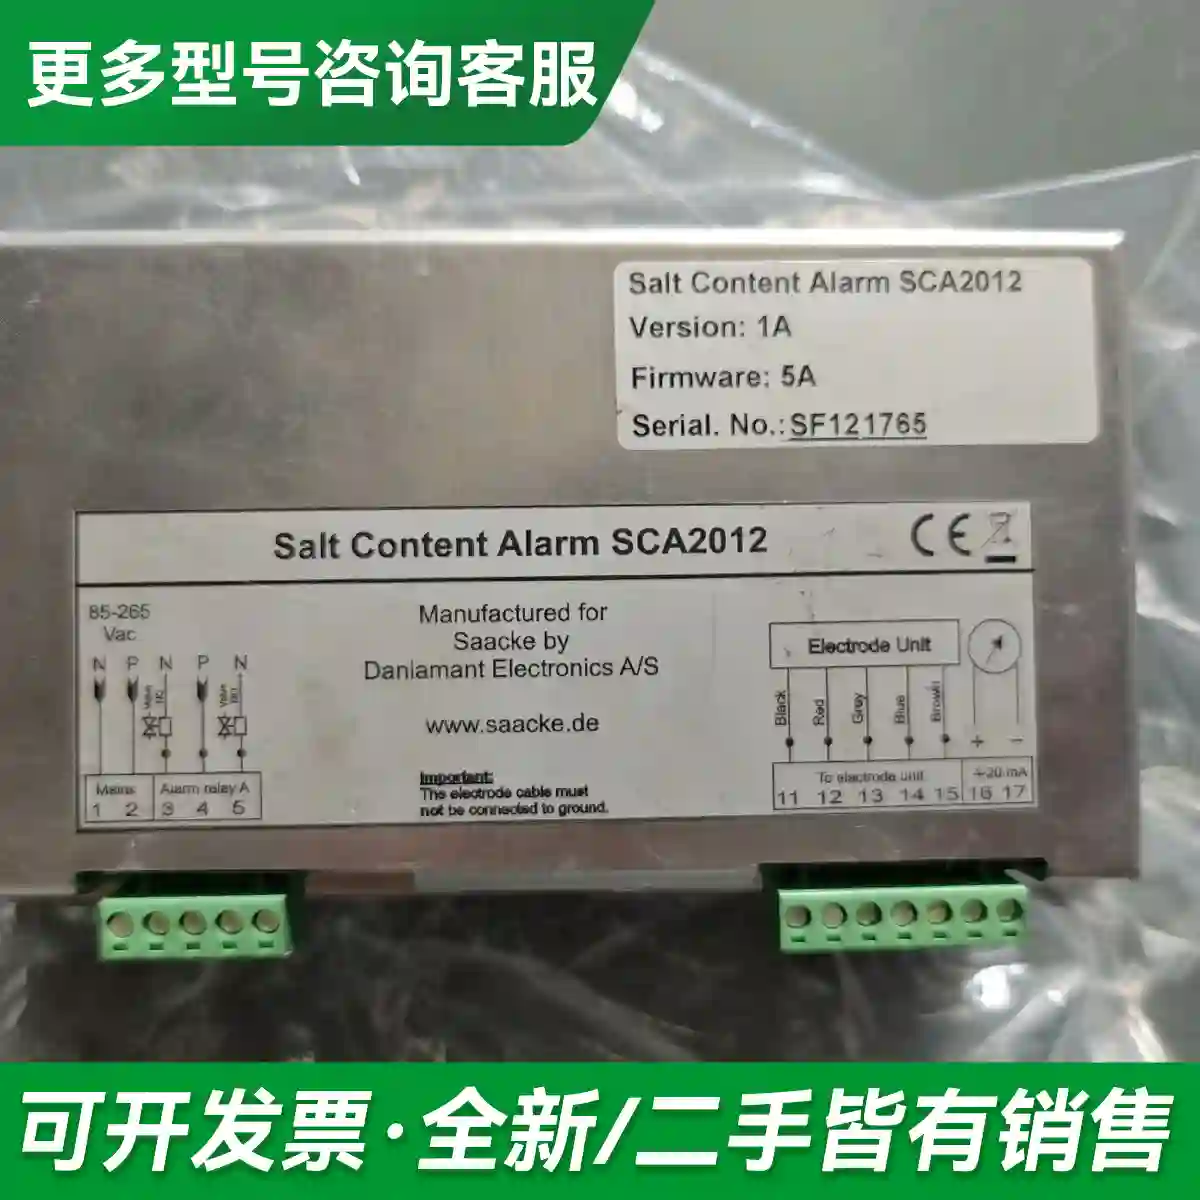 更多型号咨询客服
Salt Content Alarm SCA2012
Version: 1A
Firmware: 5A
Serial. No.: SF121765
Salt Content Alarm SCA2012
CE
85-265
Vac
N P N P N
Valve
Valve
Mains Alarm relay A
1 2 3 4 5
Manufactured for
Saacke by
Daniamant Electronics A/S
www.saacke.de
Important:
The electrode cable must
not be connected to ground.
Electrode Unit
Black Red Grey Blue Brown
+ -
To electrode unit +20 mA
11 12 13 14 15 16 17
可开发票·全新/二手皆有销售